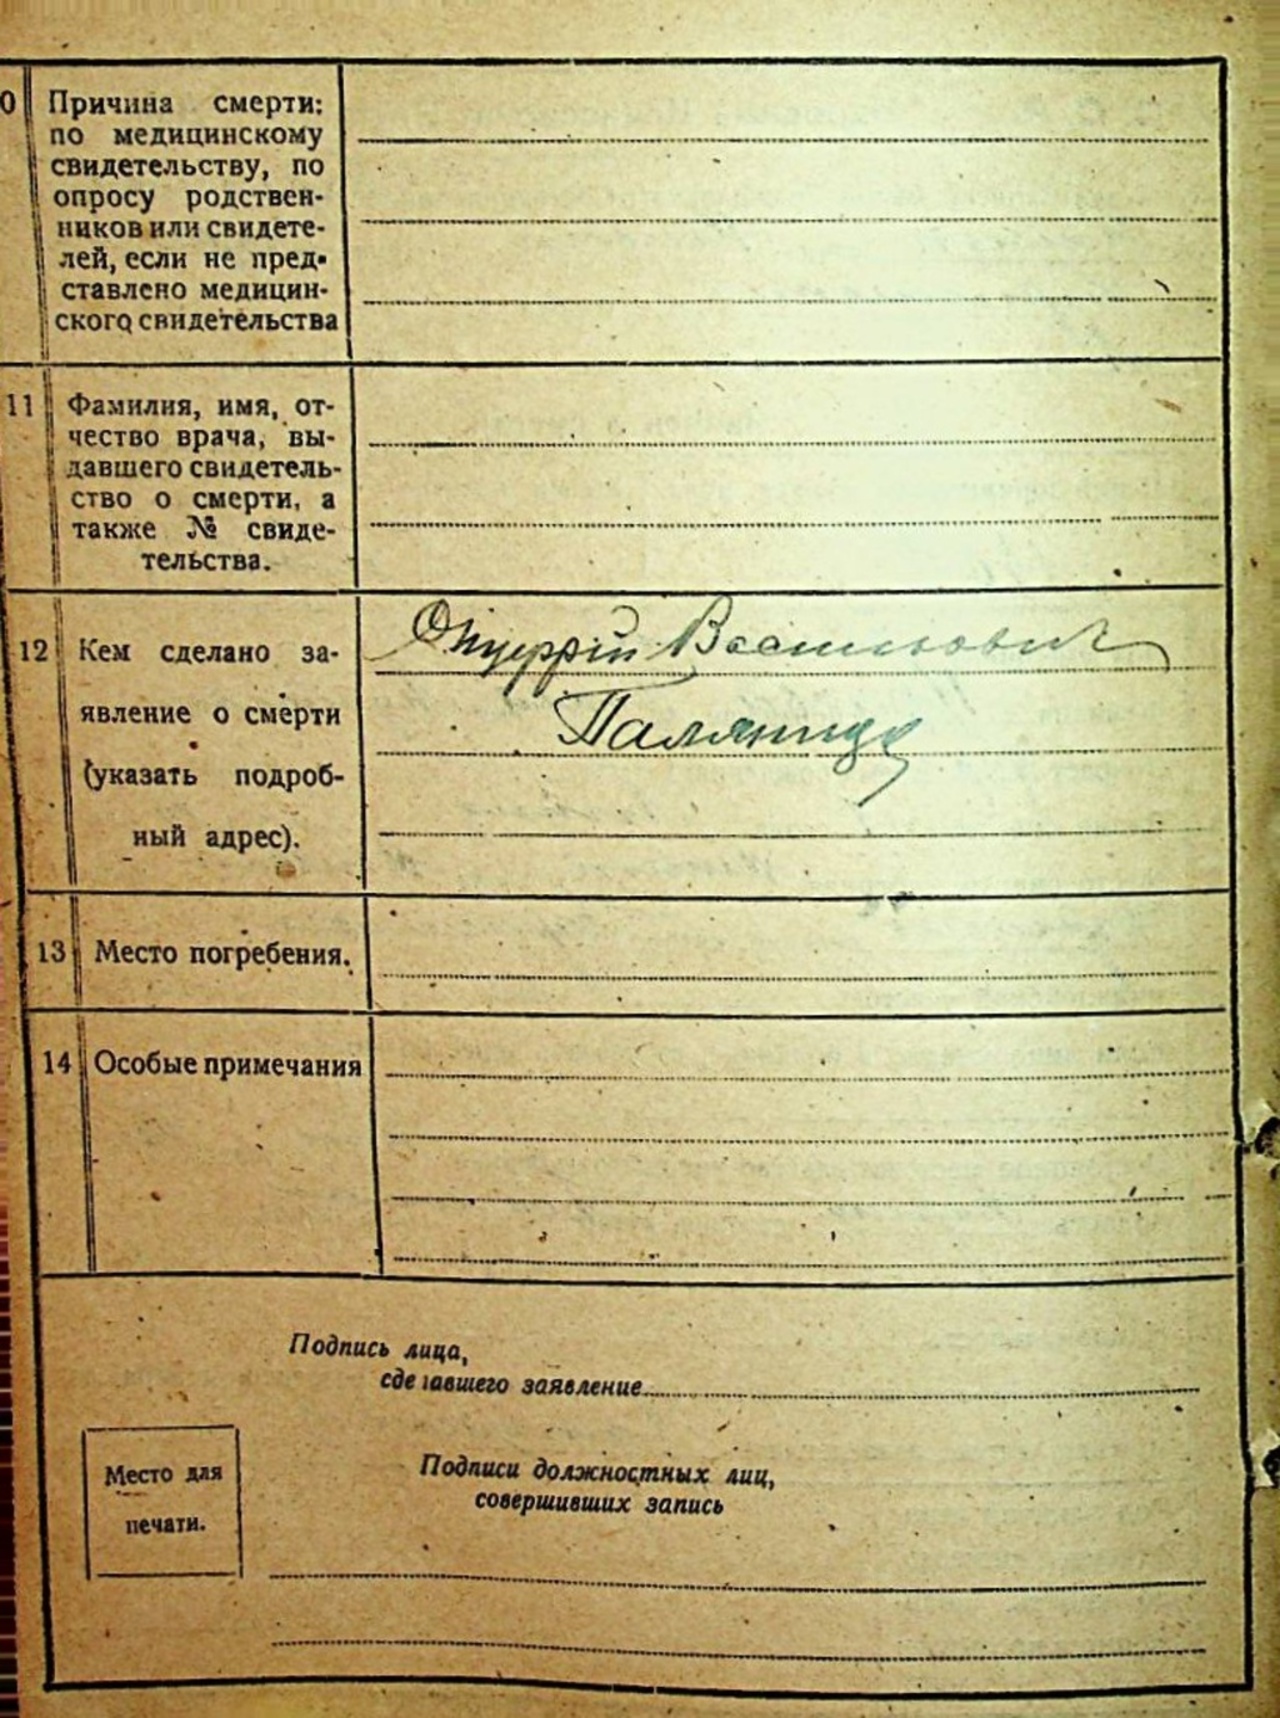 0 Причина смерти:
по медицинскому
свидетельству, по
опросу родствен-
ников или свидете-
лей, если не пред-
ставлено медицин-
ского свидетельства
11 Фамилия, имя, от-
чество врача, вы-
давшего свидетель-
ство о смерти, а
также № свиде-
тельства.
12 Кем сделано за-
явление о смерти
(указать подроб-
ный адрес).
Онуфрій Васильович
Паляница
13 Место погребения.
14 Особые примечания
Подпись лица,
сделавшего заявление
Место для
печати.
Подписи должностных лиц,
совершивших запись